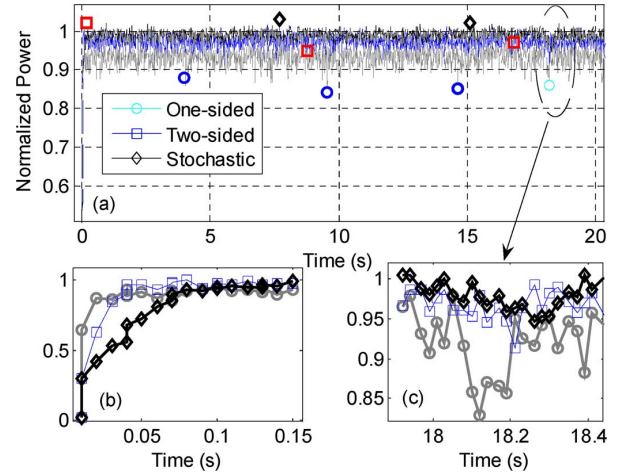 Normalized Power
1
0.9
0.8
0.7
0.6
One-sided
Two-sided
Stochastic
(a)
0
5
10
15
20
Time (s)
1
0.5
0
(b)
0.05
0.1
0.15
Time (s)
1
0.95
0.9
0.85
(c)
18
18.2
18.4
Time (s)